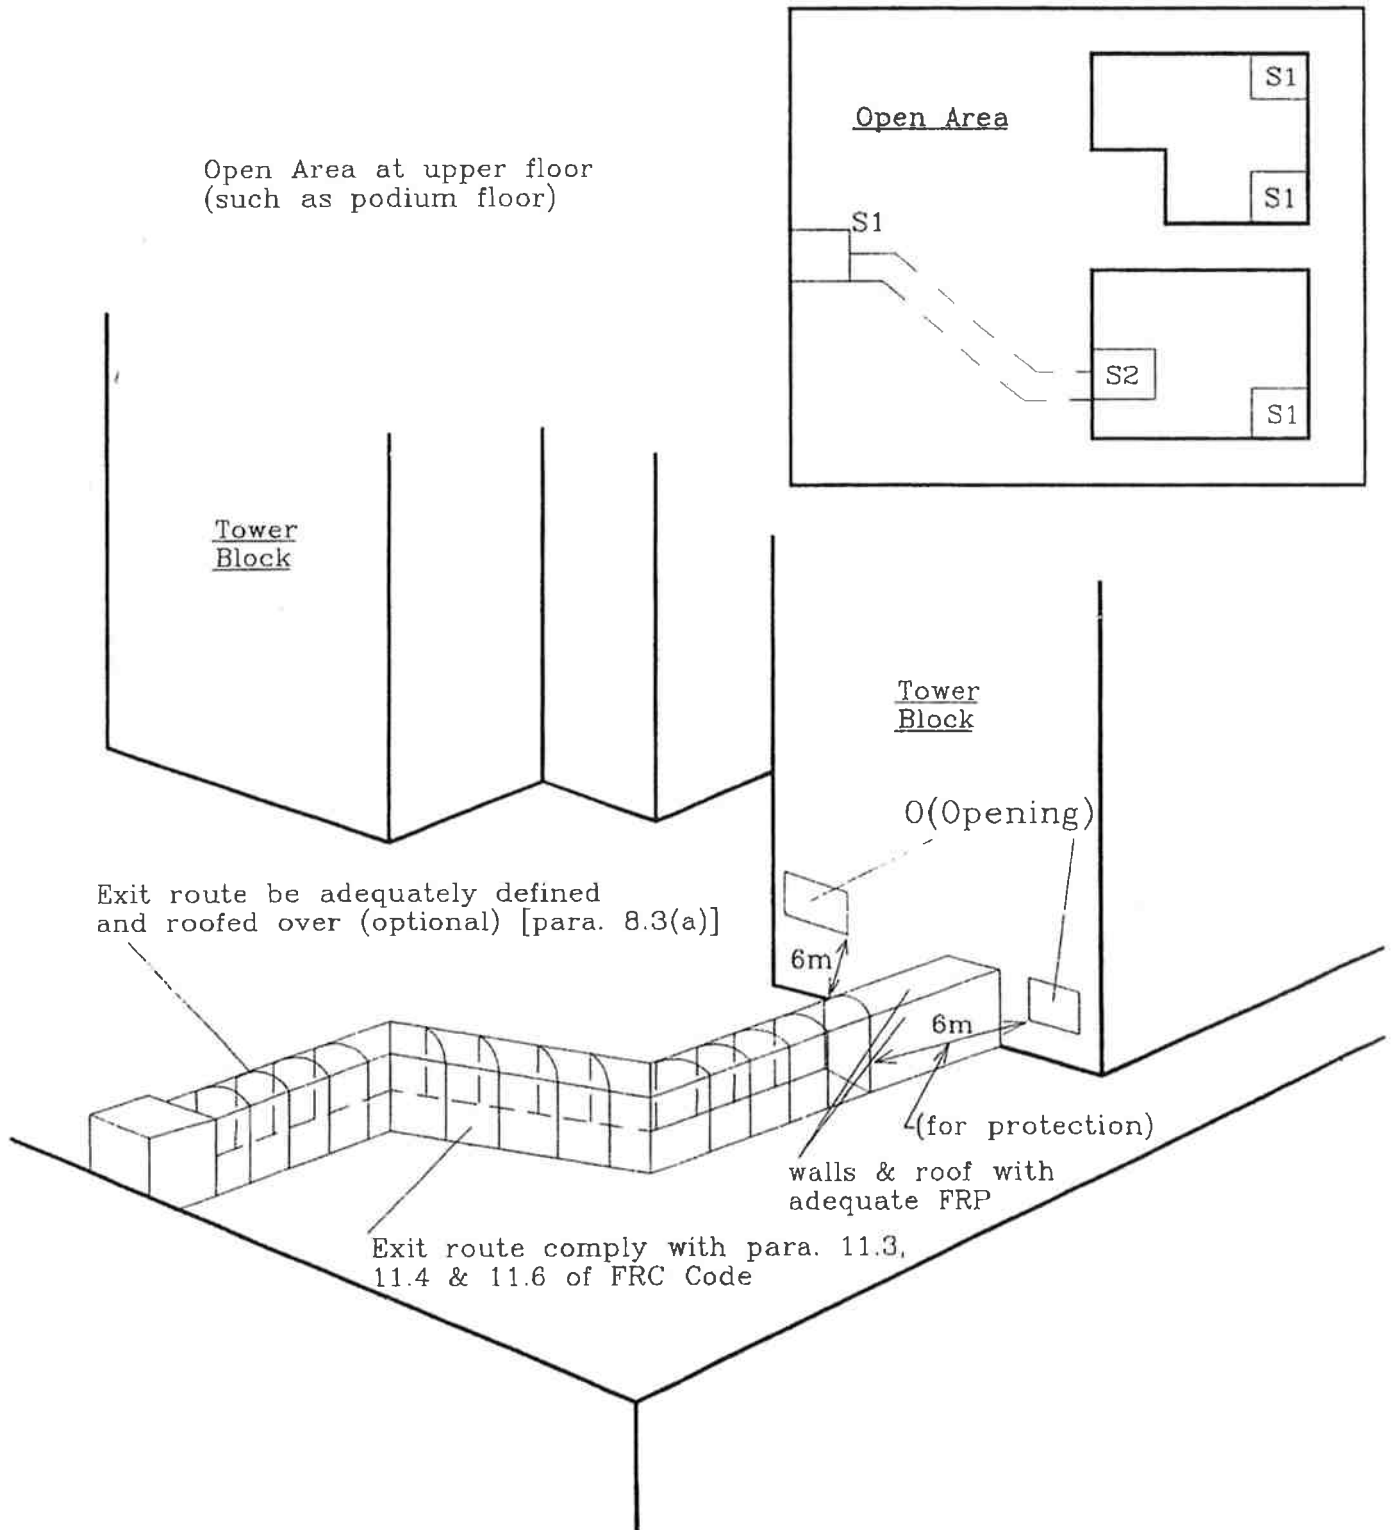 Open Area
S1
S1
S1
S2
S1
Open Area at upper floor
(such as podium floor)
Tower
Block
Tower
Block
O(Opening)
Exit route be adequately defined
and roofed over (optional) [para. 8.3(a)]
6m
6m
(for protection)
walls & roof with
adequate FRP
Exit route comply with para. 11.3,
11.4 & 11.6 of FRC Code